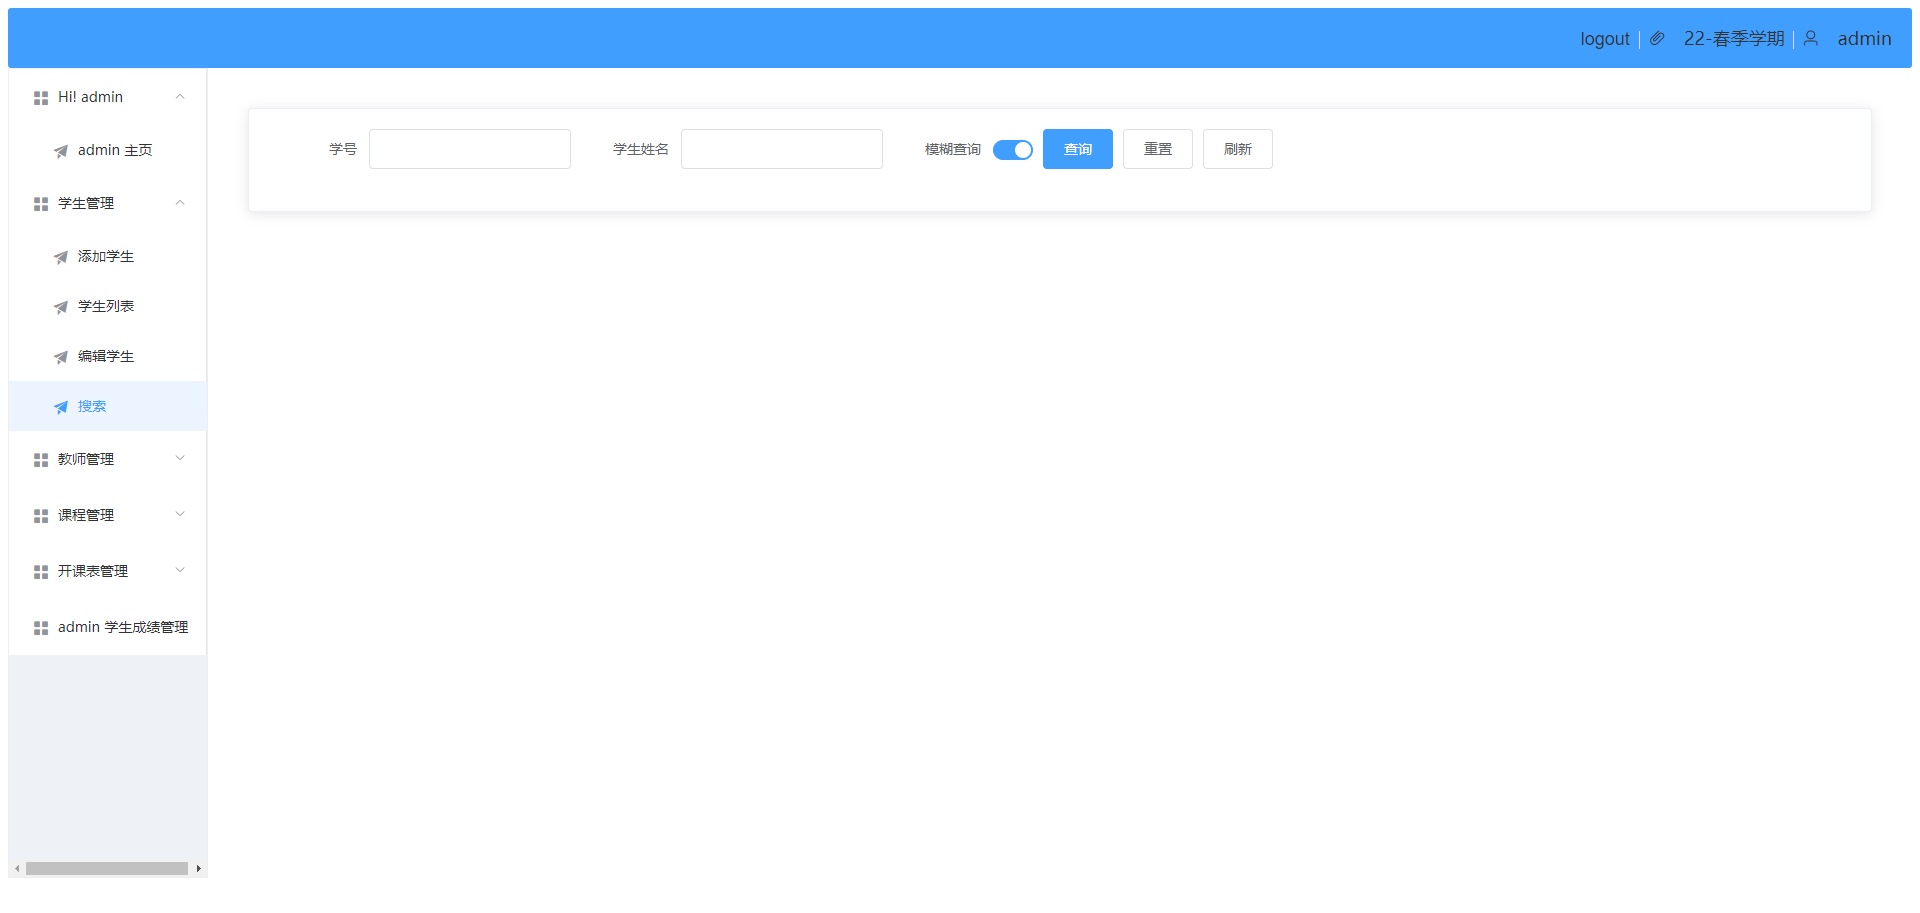 logout 22-春季学期 admin
Hi! admin
admin 主页
学生管理
添加学生
学生列表
编辑学生
搜索
教师管理
课程管理
开课表管理
admin 学生成绩管理
学号 学生姓名 模糊查询 查询 重置 刷新